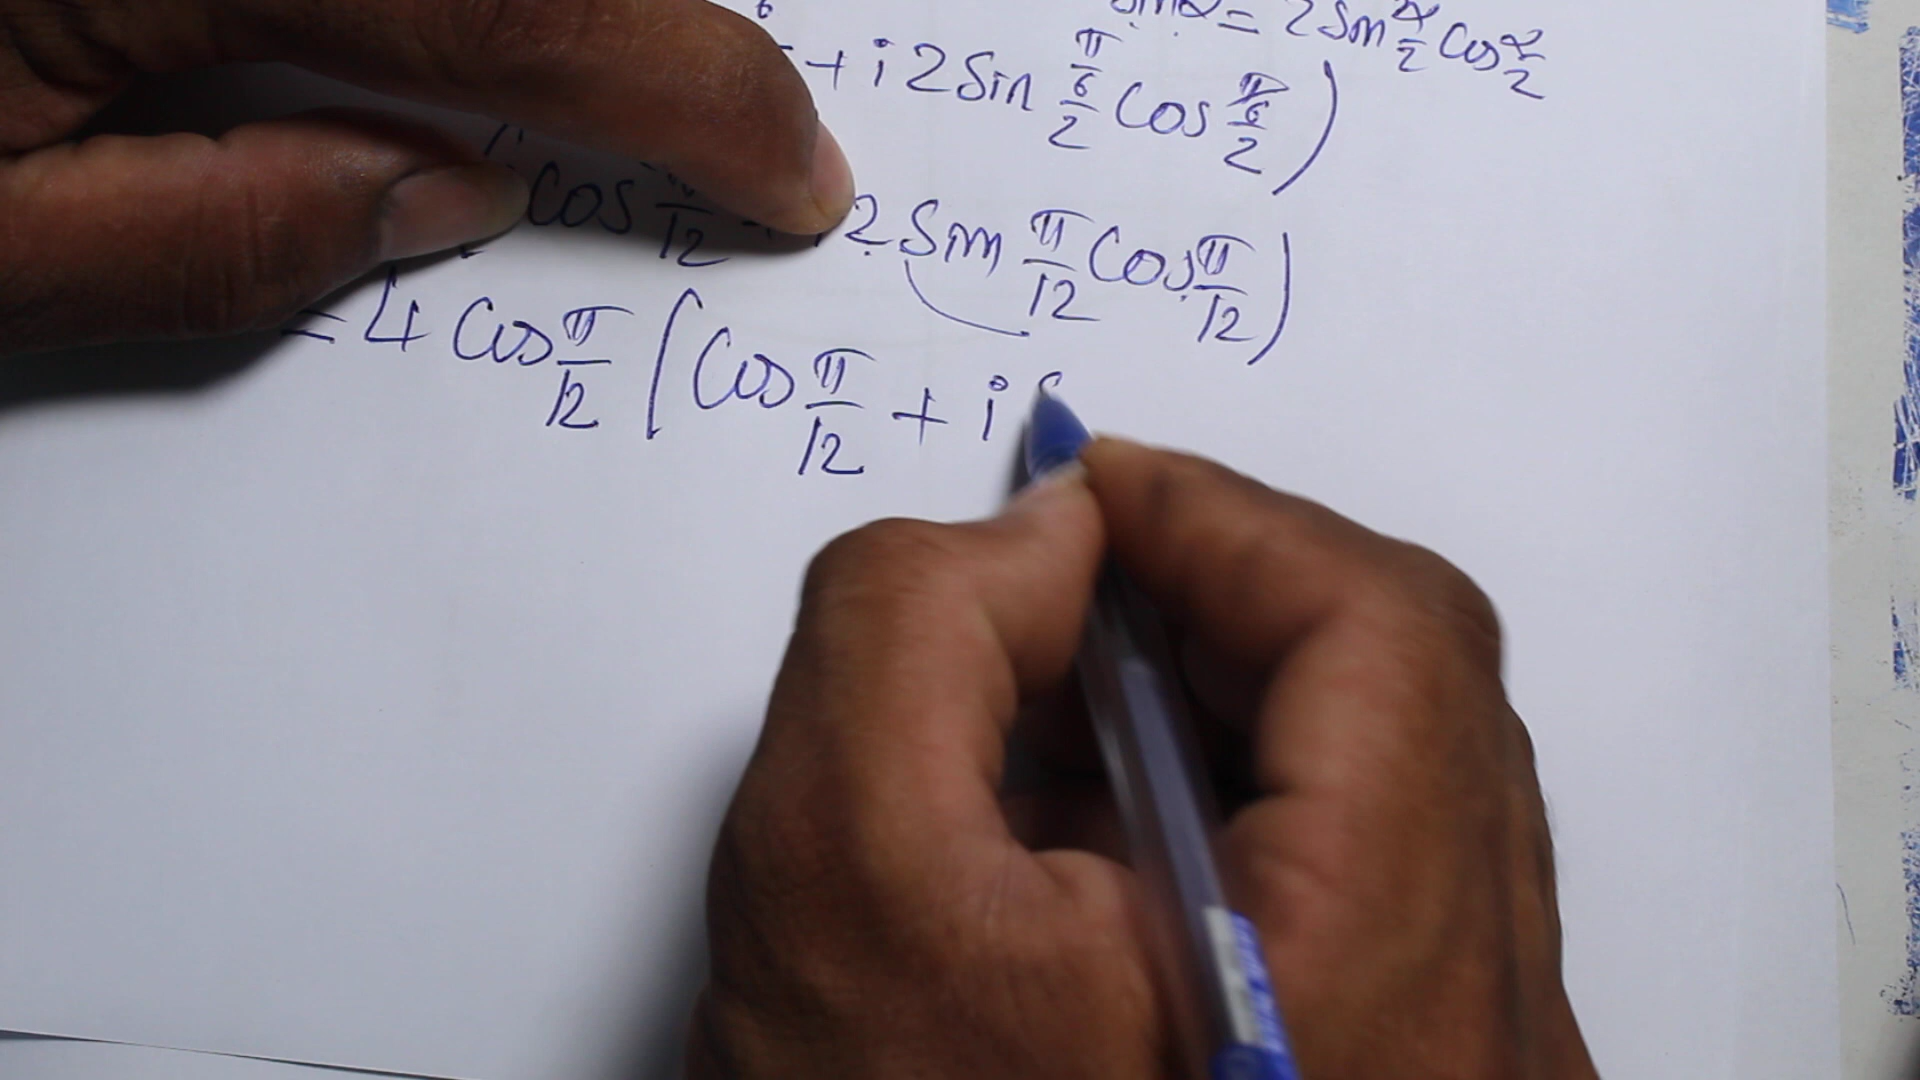 sin α = 2 sin α/2 cos α/2
+ i 2 sin (π/6)/2 cos (π/6)/2 )
cos π/12 2 sin π/12 cos π/12 )
= 4 cos π/12 ( cos π/12 + i